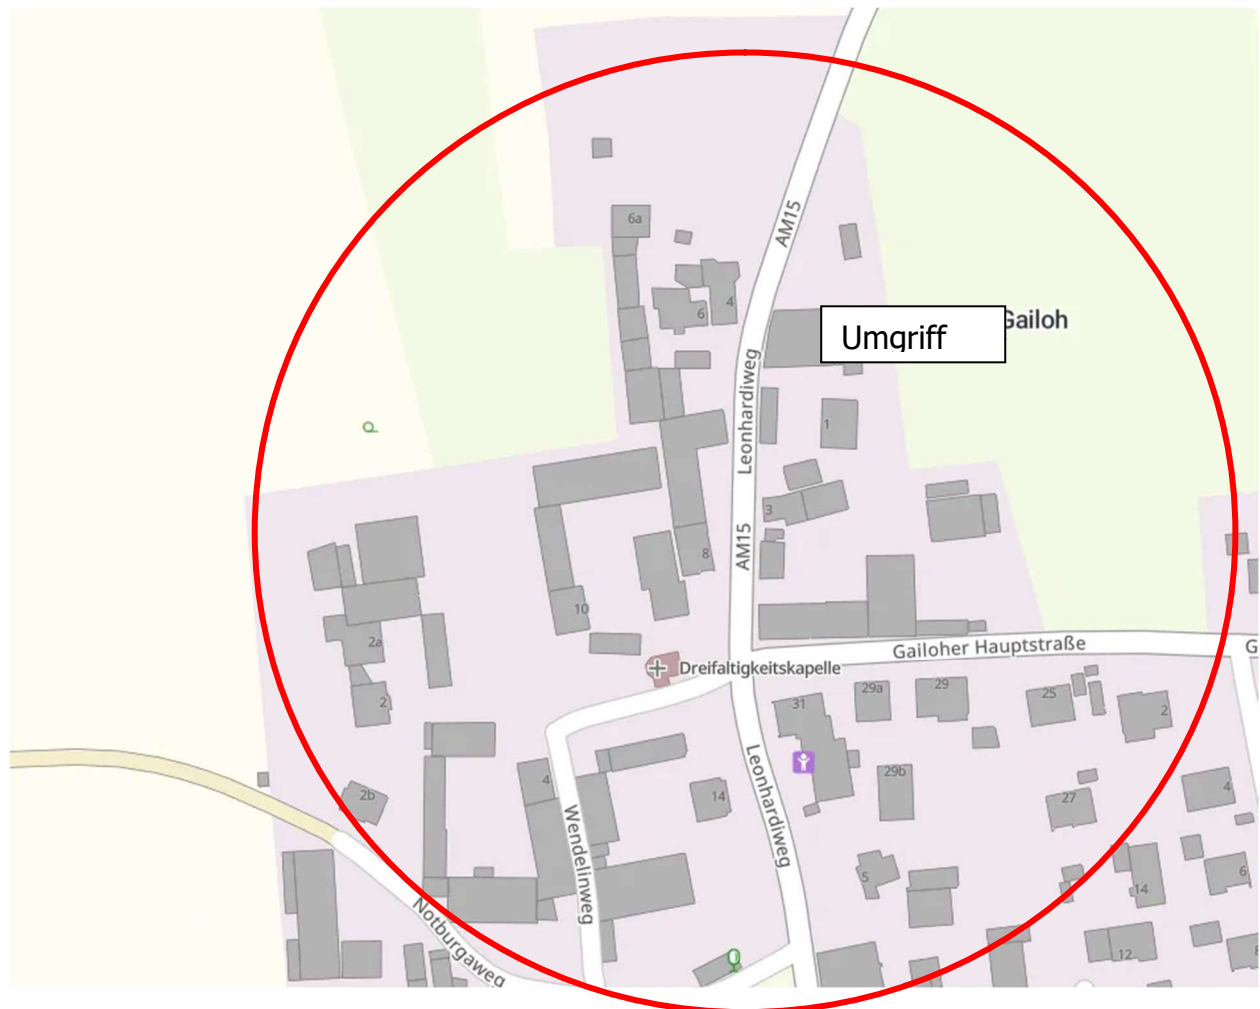 AM15
6a
4
6
Gailoh
Umgriff
Leonhardiweg
1
3
AM15
8
10
2a
Gailoher Hauptstraße
G
Dreifaltigkeitskapelle
2
31
29a
29
25
2
4
14
29b
27
4
2b
Leonhardiweg
Wendelinweg
5
14
6
Notburgaweg
12